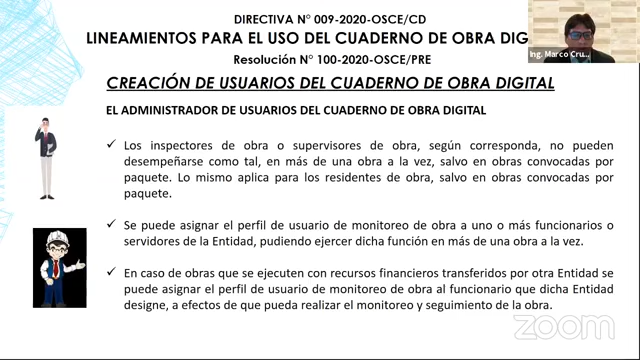 DIRECTIVA N° 009-2020-OSCE/CD
LINEAMIENTOS PARA EL USO DEL CUADERNO DE OBRA DIG
Resolución N° 100-2020-OSCE/PRE
Ing. Marco Cru...
CREACIÓN DE USUARIOS DEL CUADERNO DE OBRA DIGITAL
EL ADMINISTRADOR DE USUARIOS DEL CUADERNO DE OBRA DIGITAL
✓ Los inspectores de obra o supervisores de obra, según corresponda, no pueden
desempeñarse como tal, en más de una obra a la vez, salvo en obras convocadas por
paquete. Lo mismo aplica para los residentes de obra, salvo en obras convocadas por
paquete.
✓ Se puede asignar el perfil de usuario de monitoreo de obra a uno o más funcionarios o
servidores de la Entidad, pudiendo ejercer dicha función en más de una obra a la vez.
✓ En caso de obras que se ejecuten con recursos financieros transferidos por otra Entidad se
puede asignar el perfil de usuario de monitoreo de obra al funcionario que dicha Entidad
designe, a efectos de que pueda realizar el monitoreo y seguimiento de la obra.
zoom